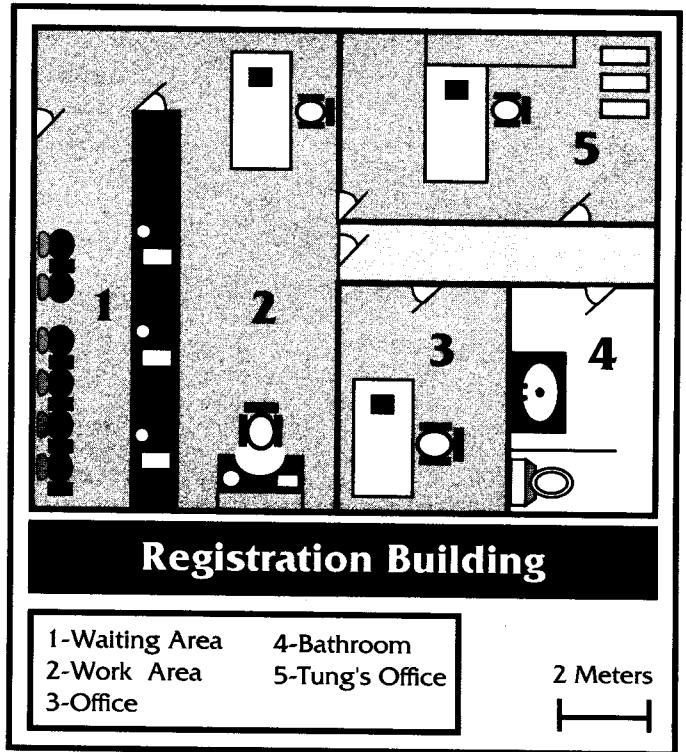 5
1
2
3
4
Registration Building
1-Waiting Area
2-Work Area
3-Office
4-Bathroom
5-Tung's Office
2 Meters